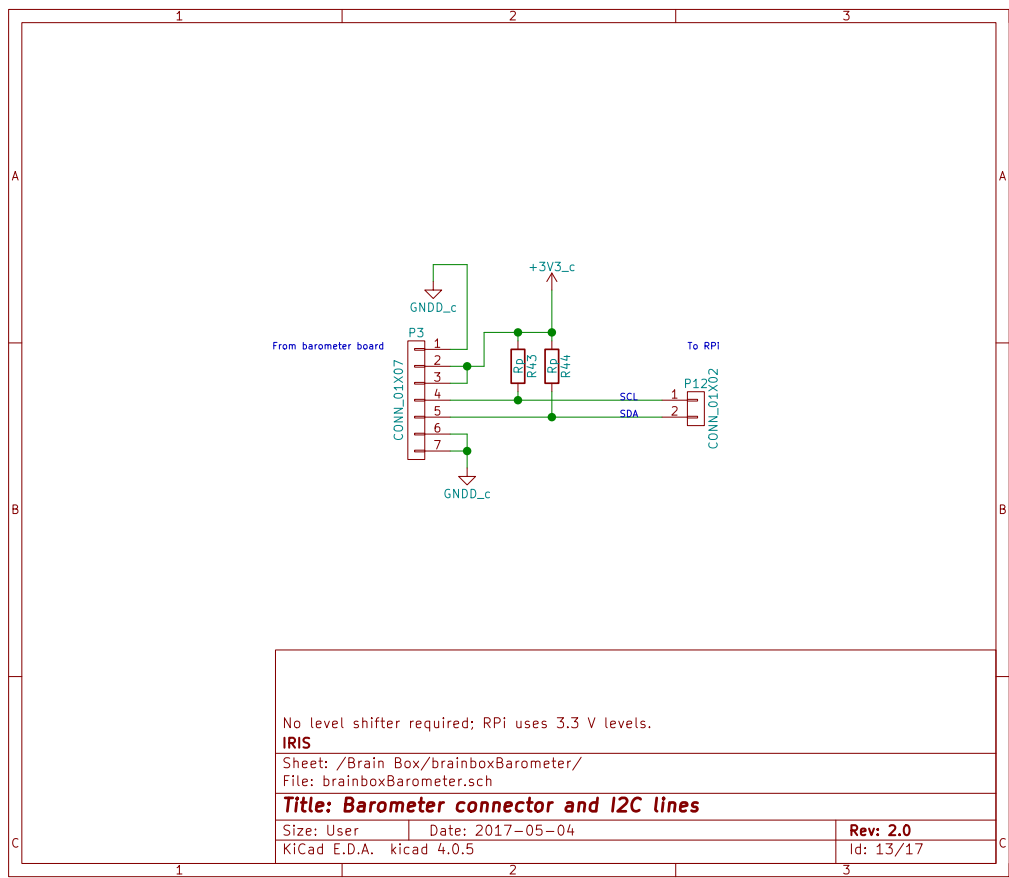 1 2 3
A A
+3V3_c
GNDD_c
P3
From barometer board
To RPi
1
2
3
4
5
6
7
CONN_01X07
Rp
R43
Rp
R44
P12
SCL
SDA
1
2
CONN_01X02
GNDD_c
B B
No level shifter required; RPi uses 3.3 V levels.
IRIS
Sheet: /Brain Box/brainboxBarometer/
File: brainboxBarometer.sch
Title: Barometer connector and I2C lines
Size: User Date: 2017-05-04 Rev: 2.0
C C
KiCad E.D.A. kicad 4.0.5 Id: 13/17
1 2 3